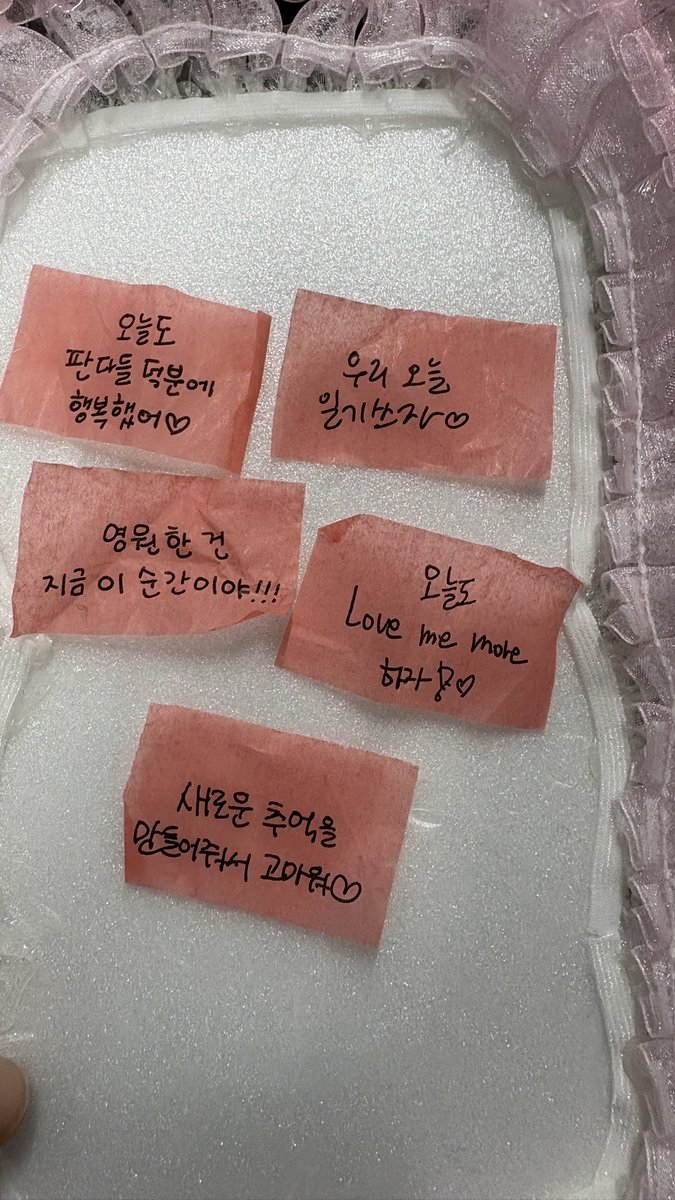 오늘도
판다들 덕분에
행복했어♡
우리 오늘
일기쓰자♡
영원한 건
지금 이 순간이야!!!
오늘도
Love me more
하자!♡
새로운 추억을
만들어줘서 고마워♡